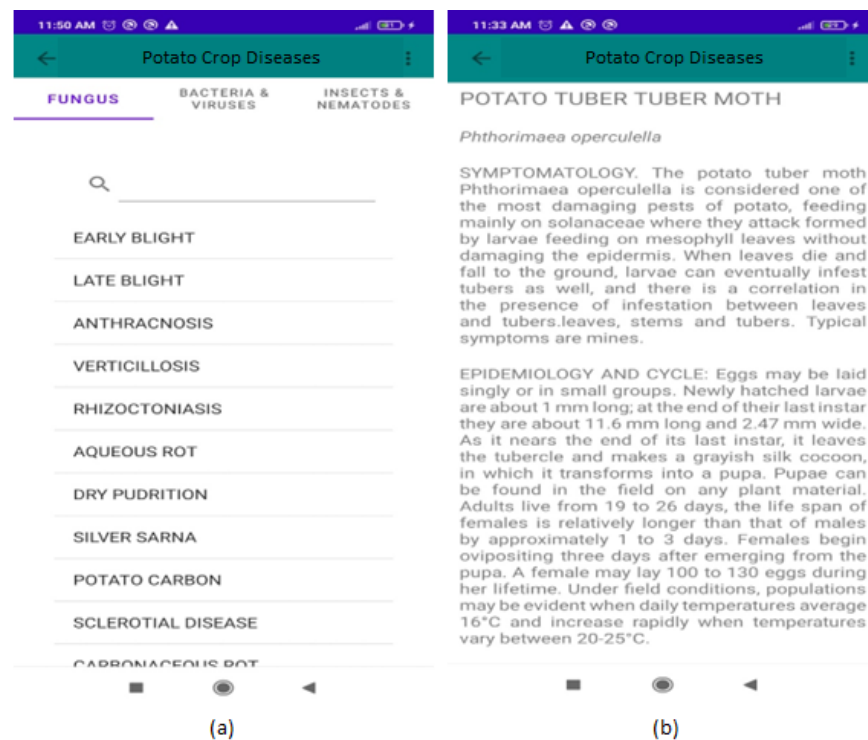 11:50 AM
Potato Crop Diseases
FUNGUS
BACTERIA &
VIRUSES
INSECTS &
NEMATODES
EARLY BLIGHT
LATE BLIGHT
ANTHRACNOSIS
VERTICILLOSIS
RHIZOCTONIASIS
AQUEOUS ROT
DRY PUDRITION
SILVER SARNA
POTATO CARBON
SCLEROTIAL DISEASE
CARBONACEOUS ROT
(a)
11:33 AM
Potato Crop Diseases
POTATO TUBER TUBER MOTH
Phthorimaea operculella
SYMPTOMATOLOGY. The potato tuber moth
Phthorimaea operculella is considered one of
the most damaging pests of potato, feeding
mainly on solanaceae where they attack formed
by larvae feeding on mesophyll leaves without
damaging the epidermis. When leaves die and
fall to the ground, larvae can eventually infest
tubers as well, and there is a correlation in
the presence of infestation between leaves
and tubers.leaves, stems and tubers. Typical
symptoms are mines.
EPIDEMIOLOGY AND CYCLE: Eggs may be laid
singly or in small groups. Newly hatched larvae
are about 1 mm long; at the end of their last instar
they are about 11.6 mm long and 2.47 mm wide.
As it nears the end of its last instar, it leaves
the tubercle and makes a grayish silk cocoon,
in which it transforms into a pupa. Pupae can
be found in the field on any plant material.
Adults live from 19 to 26 days, the life span of
females is relatively longer than that of males
by approximately 1 to 3 days. Females begin
ovipositing three days after emerging from the
pupa. A female may lay 100 to 130 eggs during
her lifetime. Under field conditions, populations
may be evident when daily temperatures average
16°C and increase rapidly when temperatures
vary between 20-25°C.
(b)